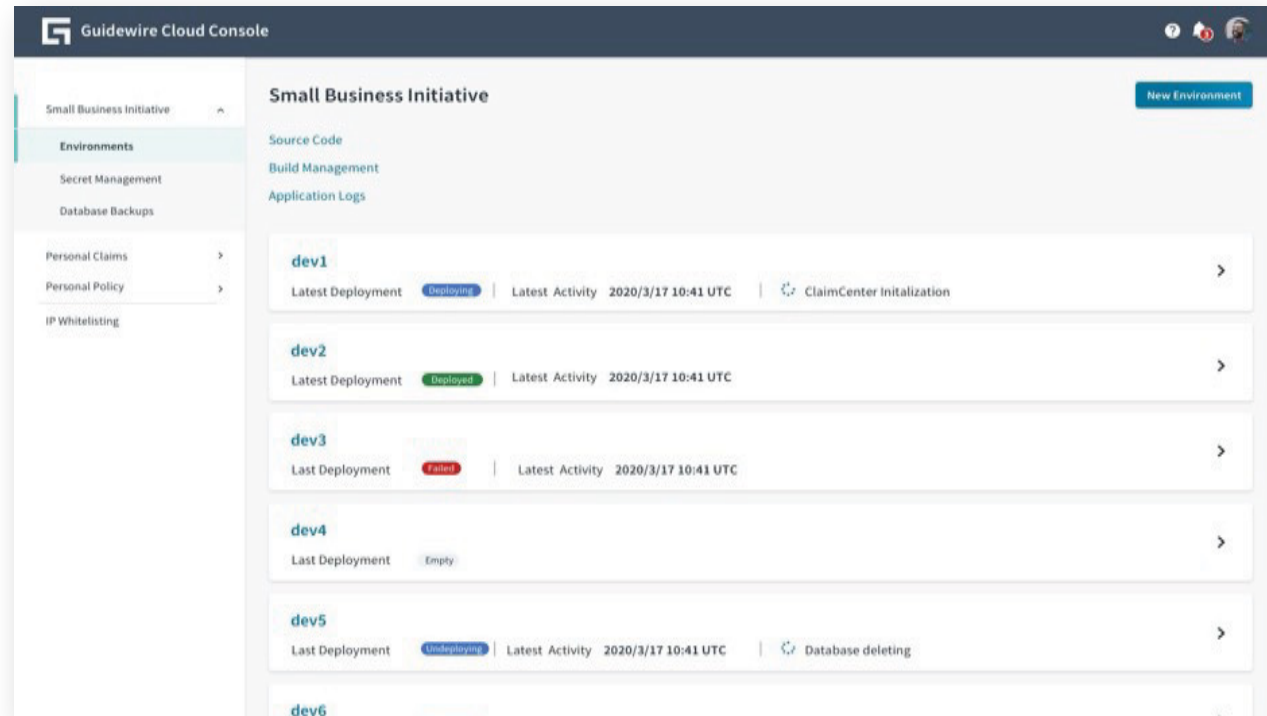 Guidewire Cloud Console
Small Business Initiative
Environments
Secret Management
Database Backups
Personal Claims
Personal Policy
IP Whitelisting
Small Business Initiative
New Environment
Source Code
Build Management
Application Logs
dev1
Latest Deployment Deploying | Latest Activity 2020/3/17 10:41 UTC | ClaimCenter Initalization
dev2
Latest Deployment Deployed | Latest Activity 2020/3/17 10:41 UTC
dev3
Last Deployment Failed | Latest Activity 2020/3/17 10:41 UTC
dev4
Last Deployment Empty
dev5
Last Deployment Undeploying | Latest Activity 2020/3/17 10:41 UTC | Database deleting
dev6